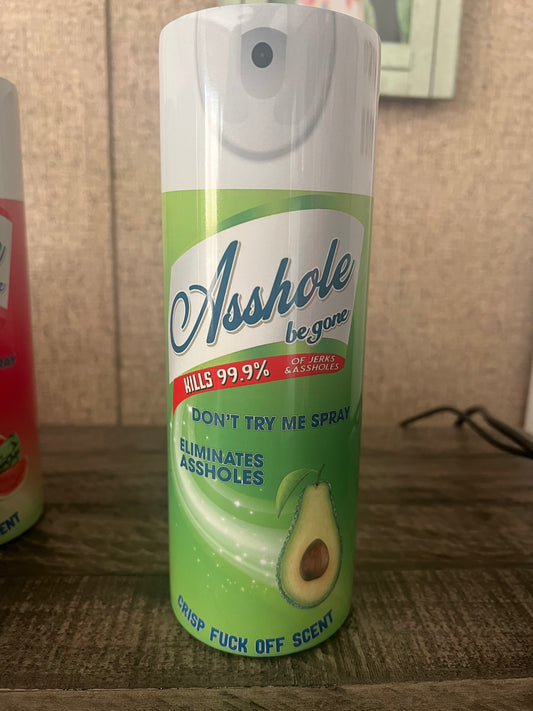 Asshole
be gone
KILLS 99.9%
OF JERKS
& ASSHOLES
DON'T TRY ME SPRAY
ELIMINATES
ASSHOLES
CRISP FUCK OFF SCENT